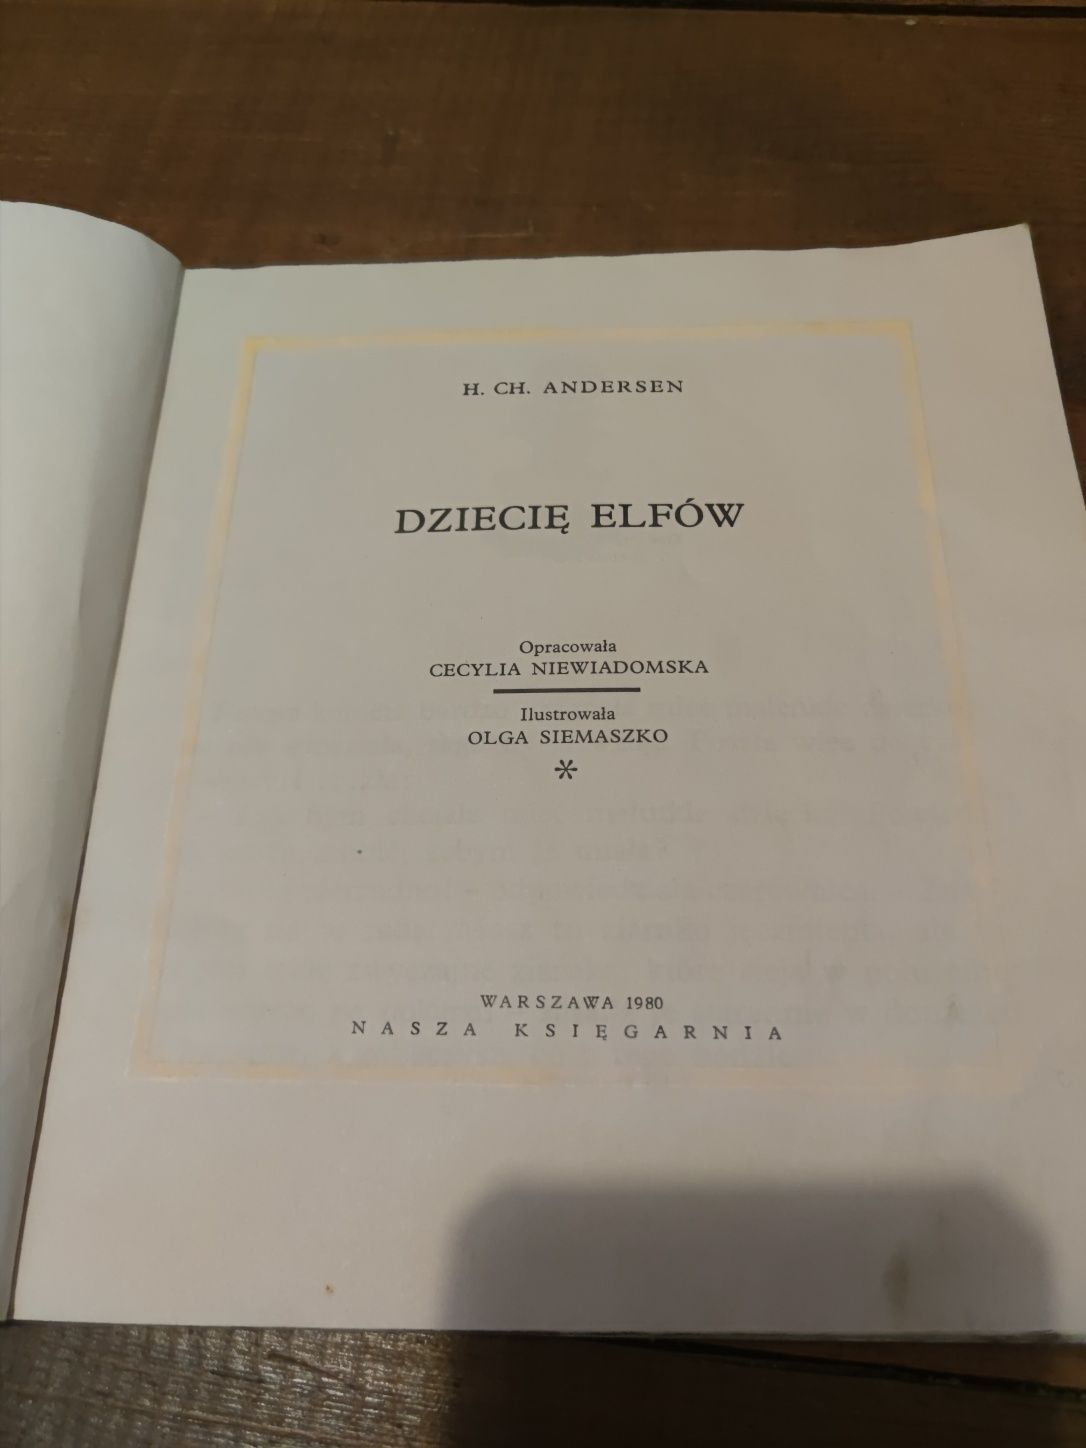 H. CH. ANDERSEN
DZIECIĘ ELFÓW
Opracowała
CECYLIA NIEWIADOMSKA
Ilustrowała
OLGA SIEMASZKO
*
WARSZAWA 1980
NASZA KSIĘGARNIA